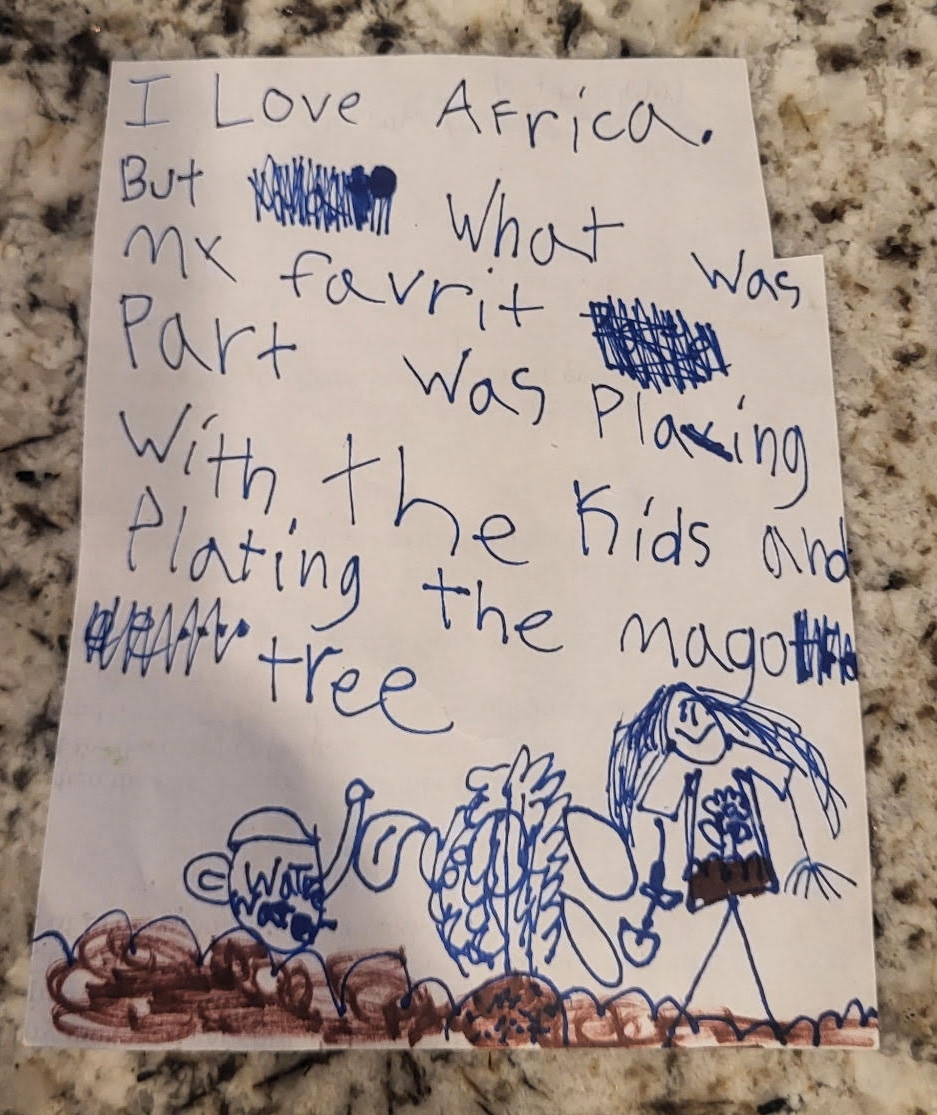 I Love Africa.
But What was
my favrit
Part was Playing
With the Kids and
Plating the mago
tree
Water